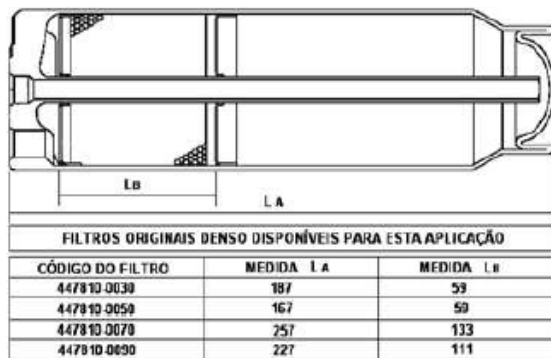 LB
LA
FILTROS ORIGINAIS DENSO DISPONÍVEIS PARA ESTA APLICAÇÃO
CÓDIGO DO FILTRO MEDIDA LA MEDIDA LB
447810-0030 187 59
447810-0050 167 59
447810-0070 257 133
447810-0090 227 111